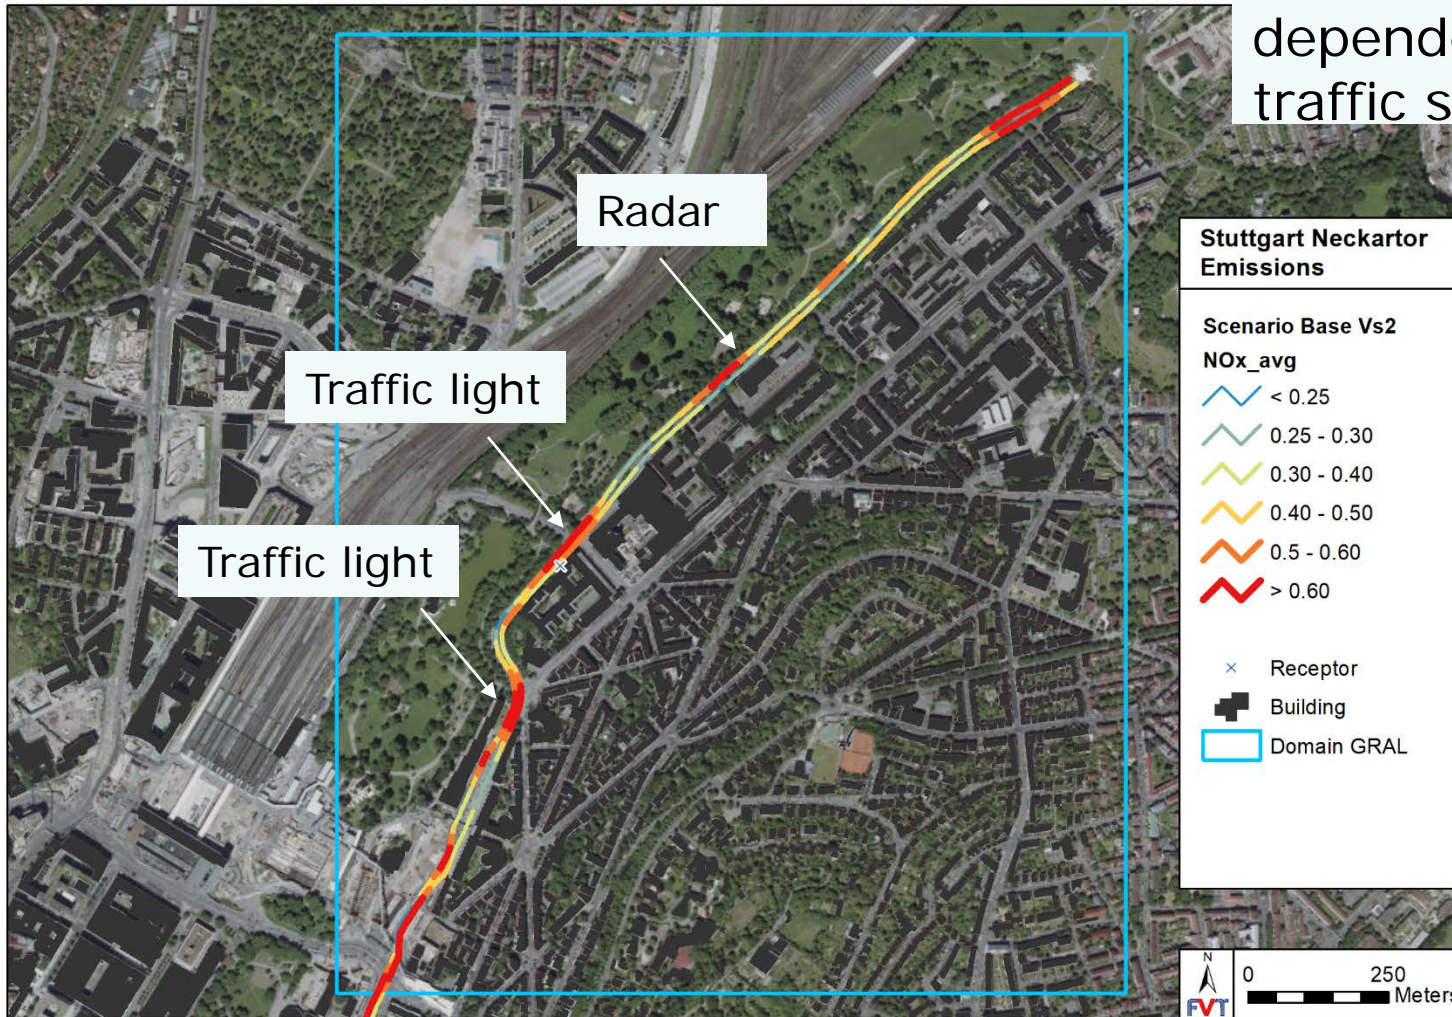 traffic s
Radar
Traffic light
Traffic light
Stuttgart Neckartor
Emissions
Scenario Base Vs2
NOx_avg
< 0.25
0.25 - 0.30
0.30 - 0.40
0.40 - 0.50
0.5 - 0.60
> 0.60
Receptor
Building
Domain GRAL
N
FVT
0 250
Meters